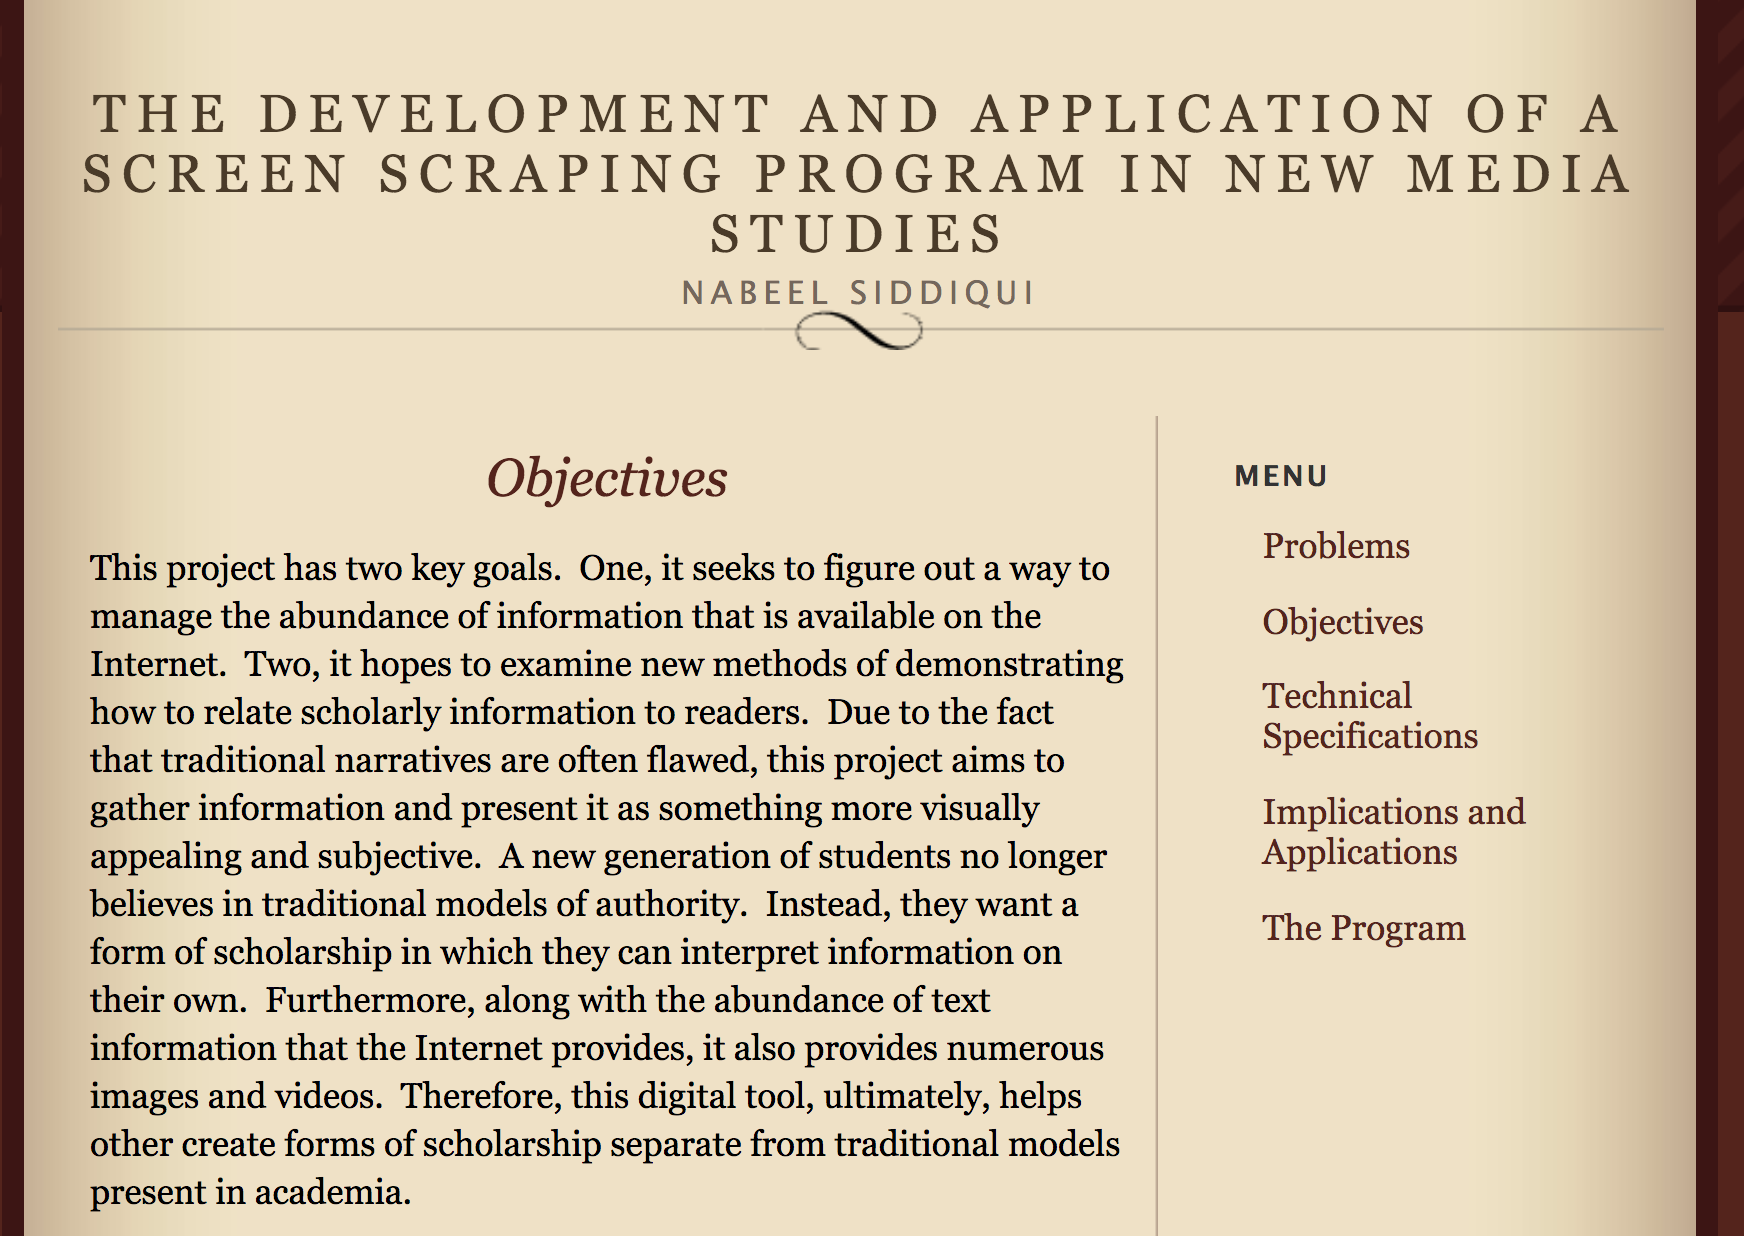 THE DEVELOPMENT AND APPLICATION OF A
SCREEN SCRAPING PROGRAM IN NEW MEDIA
STUDIES
NABEEL SIDDIQUI
Objectives
This project has two key goals.  One, it seeks to figure out a way to
manage the abundance of information that is available on the
Internet.  Two, it hopes to examine new methods of demonstrating
how to relate scholarly information to readers.  Due to the fact
that traditional narratives are often flawed, this project aims to
gather information and present it as something more visually
appealing and subjective.  A new generation of students no longer
believes in traditional models of authority.  Instead, they want a
form of scholarship in which they can interpret information on
their own.  Furthermore, along with the abundance of text
information that the Internet provides, it also provides numerous
images and videos.  Therefore, this digital tool, ultimately, helps
other create forms of scholarship separate from traditional models
present in academia.
MENU
Problems
Objectives
Technical
Specifications
Implications and
Applications
The Program